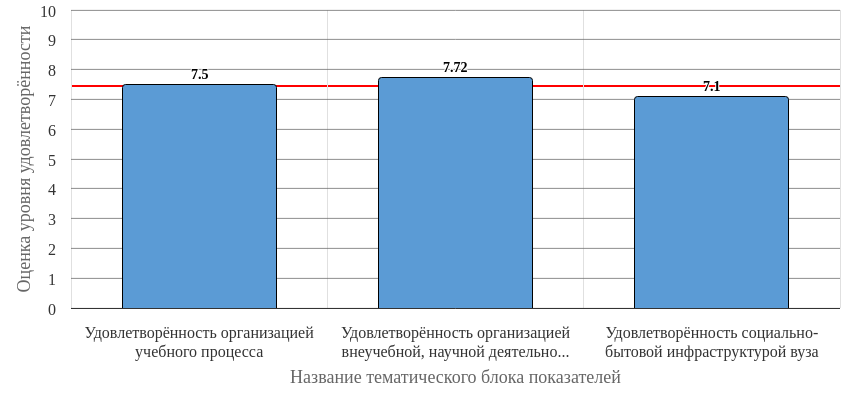 Оценка уровня удовлетворённости
10
9
8
7
6
5
4
3
2
1
0
7.5
7.72
7.1
Удовлетворённость организацией
учебного процесса
Удовлетворённость организацией
внеучебной, научной деятельно...
Удовлетворённость социально-
бытовой инфраструктурой вуза
Название тематического блока показателей